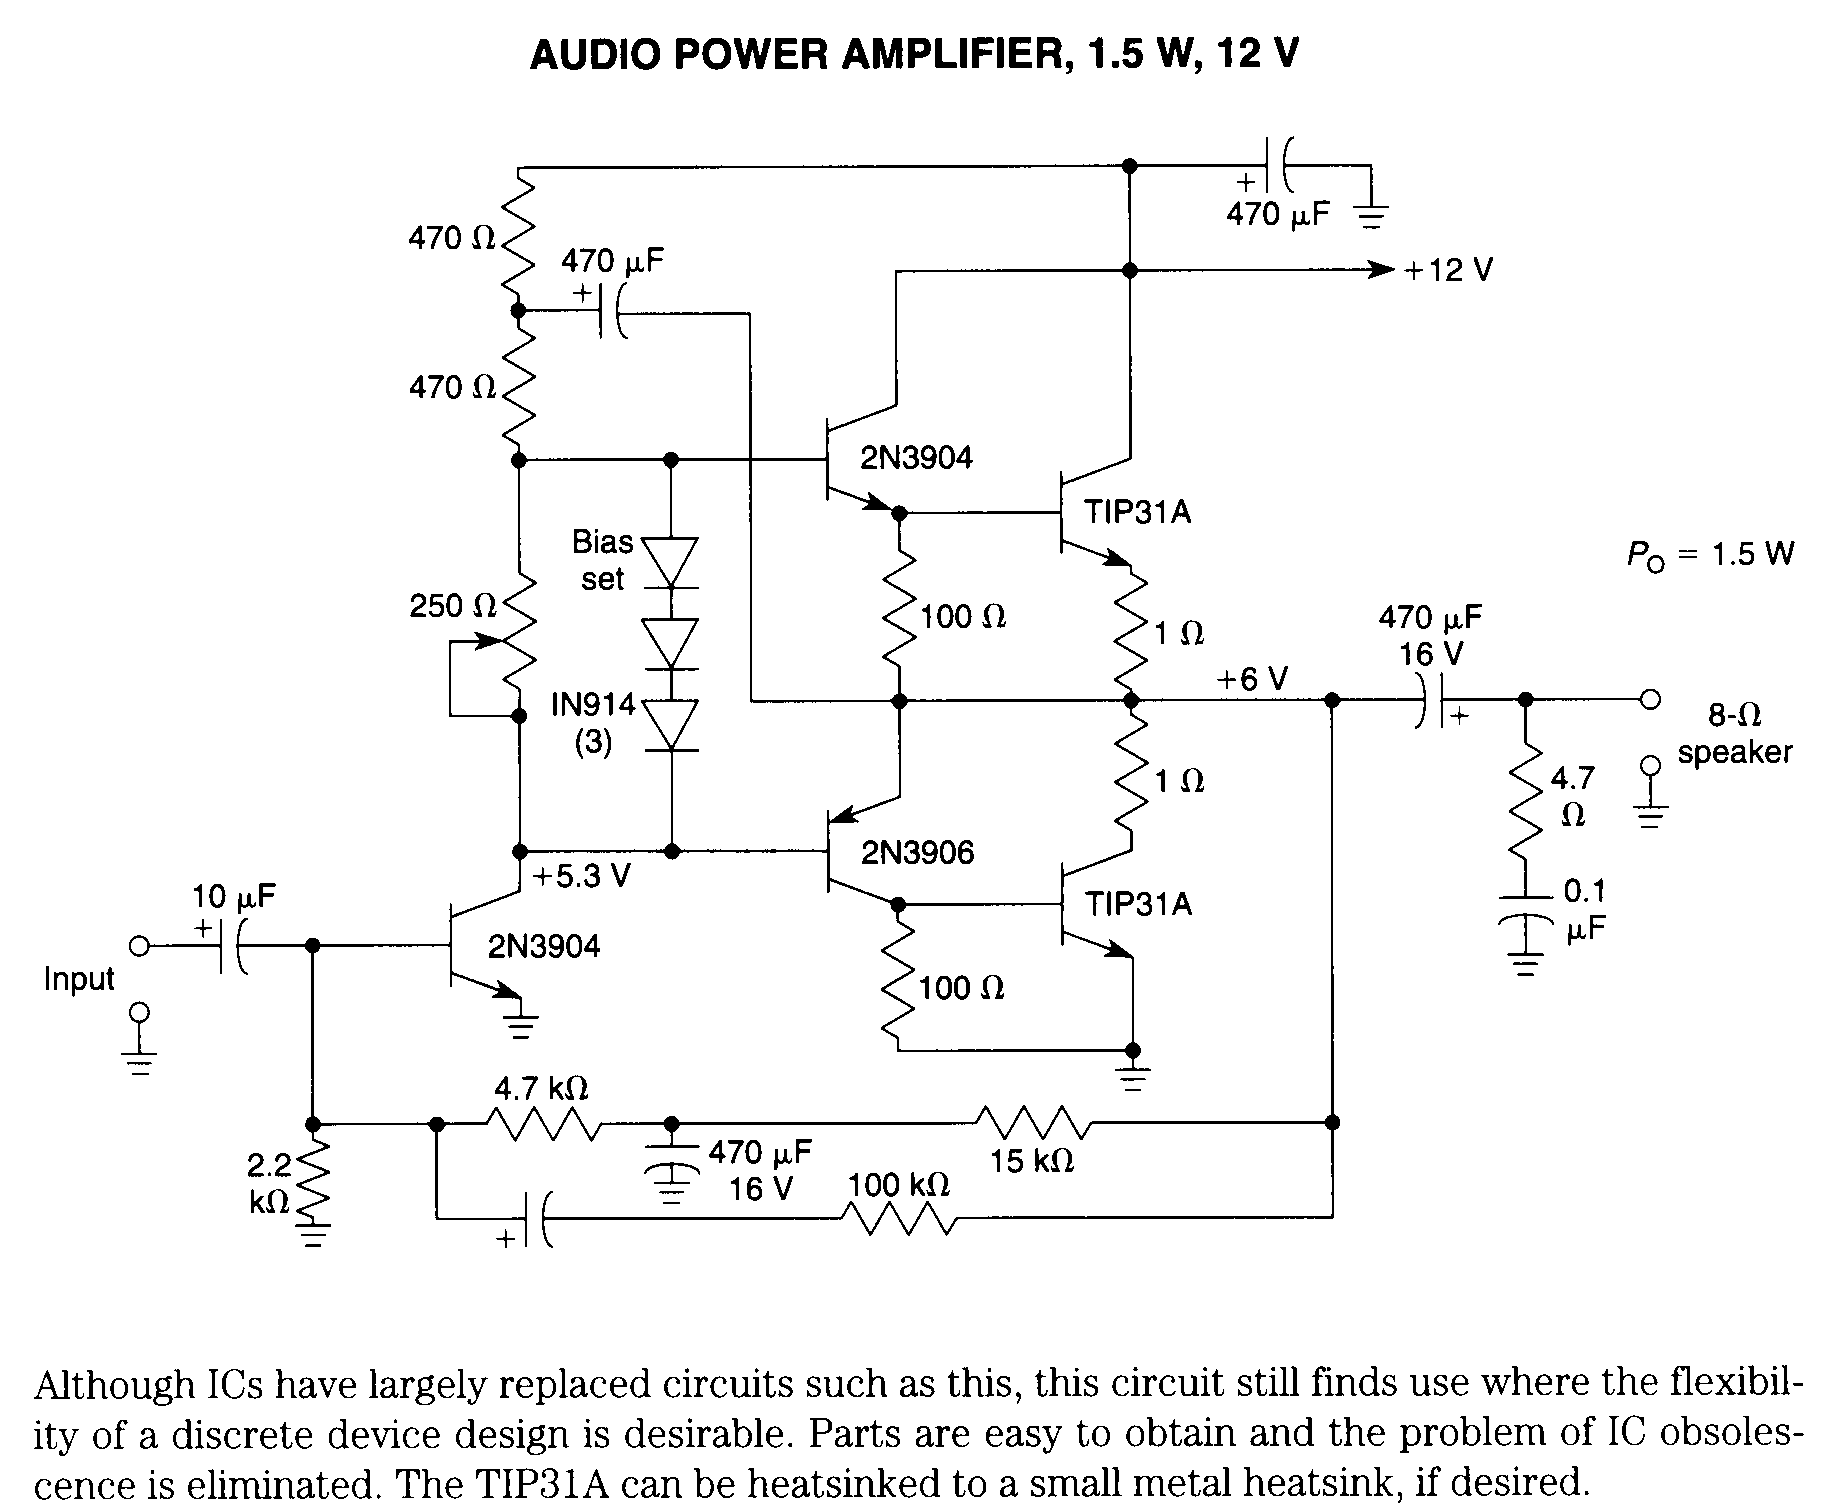 AUDIO POWER AMPLIFIER, 1.5 W, 12 V
+
470 μF
470 Ω
470 μF
+
+12 V
470 Ω
2N3904
TIP31A
Bias
set
PO = 1.5 W
250 Ω
100 Ω
1 Ω
470 μF
16 V
+6 V
+
IN914
(3)
8-Ω
speaker
1 Ω
4.7
Ω
2N3906
+5.3 V
10 μF
+
TIP31A
0.1
μF
2N3904
Input
100 Ω
4.7 kΩ
470 μF
16 V
15 kΩ
2.2
kΩ
100 kΩ
+
Although ICs have largely replaced circuits such as this, this circuit still finds use where the flexibil-
ity of a discrete device design is desirable. Parts are easy to obtain and the problem of IC obsoles-
cence is eliminated. The TIP31A can be heatsinked to a small metal heatsink, if desired.